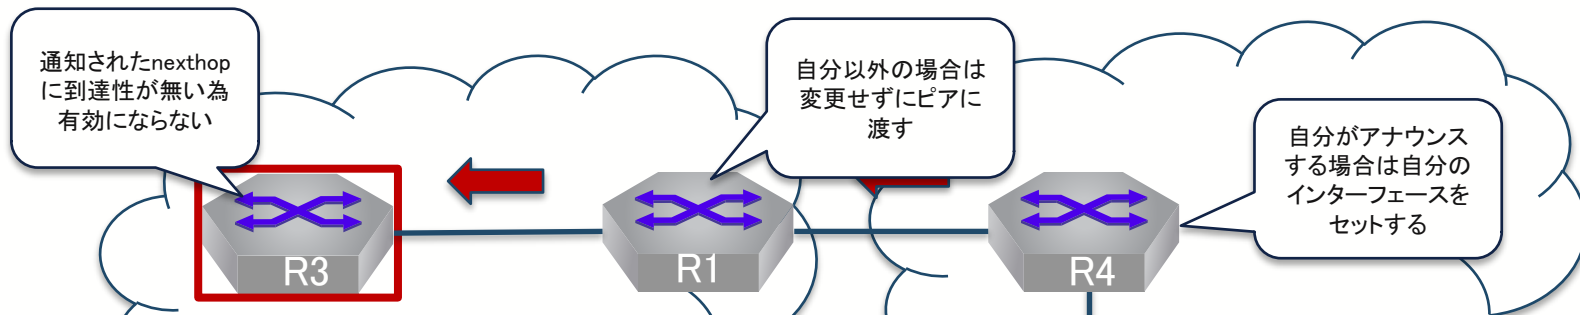 通知されたnexthop
に到達性が無い為
有効にならない
自分以外の場合は
変更せずにピアに
渡す
自分がアナウンス
する場合は自分の
インターフェースを
セットする
R3
R1
R4